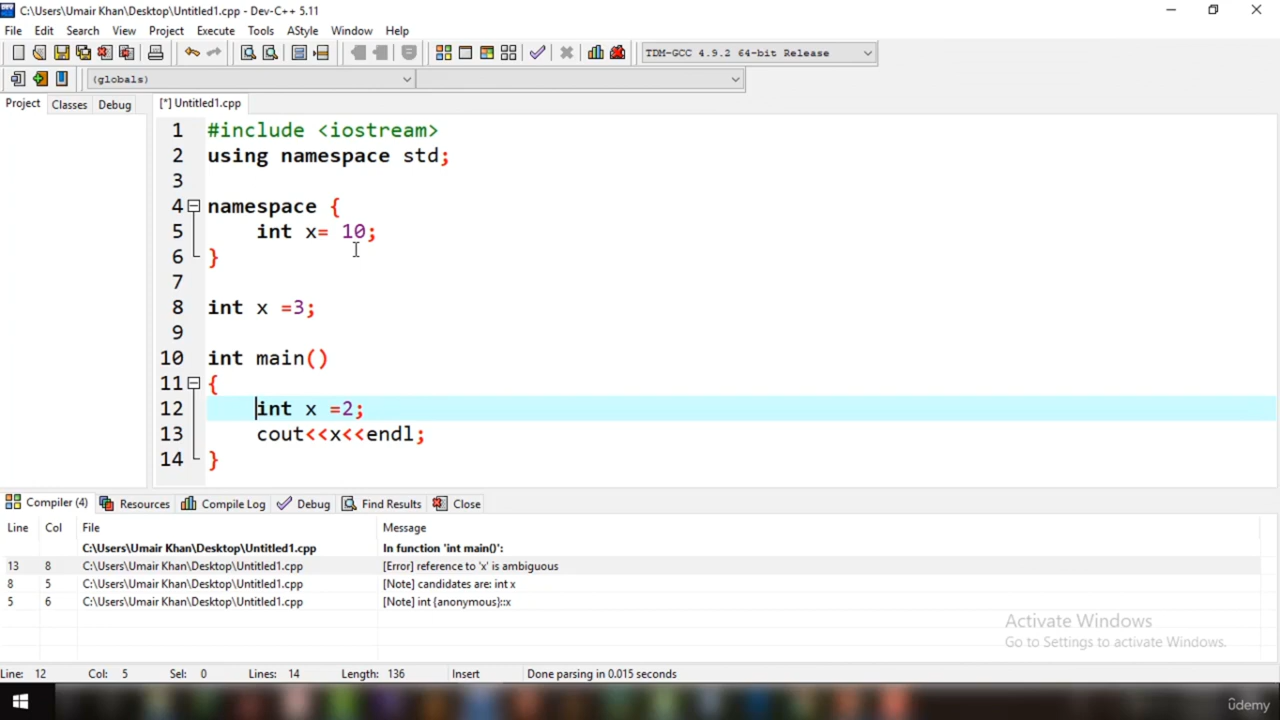 C:\Users\Umair Khan\Desktop\Untitled1.cpp - Dev-C++ 5.11
File Edit Search View Project Execute Tools AStyle Window Help
TDM-GCC 4.9.2 64-bit Release
(globals)
Project Classes Debug [*] Untitled1.cpp
1 #include <iostream>
2 using namespace std;
3
4 namespace {
5 int x= 10;
6 }
7
8 int x =3;
9
10 int main()
11 {
12 int x =2;
13 cout<<x<<endl;
14 }
Compiler (4) Resources Compile Log Debug Find Results Close
Line Col File Message
C:\Users\Umair Khan\Desktop\Untitled1.cpp In function 'int main()':
13 8 C:\Users\Umair Khan\Desktop\Untitled1.cpp [Error] reference to 'x' is ambiguous
8 5 C:\Users\Umair Khan\Desktop\Untitled1.cpp [Note] candidates are: int x
5 6 C:\Users\Umair Khan\Desktop\Untitled1.cpp [Note] int {anonymous}::x
Activate Windows
Go to Settings to activate Windows.
Line: 12 Col: 5 Sel: 0 Lines: 14 Length: 136 Insert Done parsing in 0.015 seconds
ûdemy